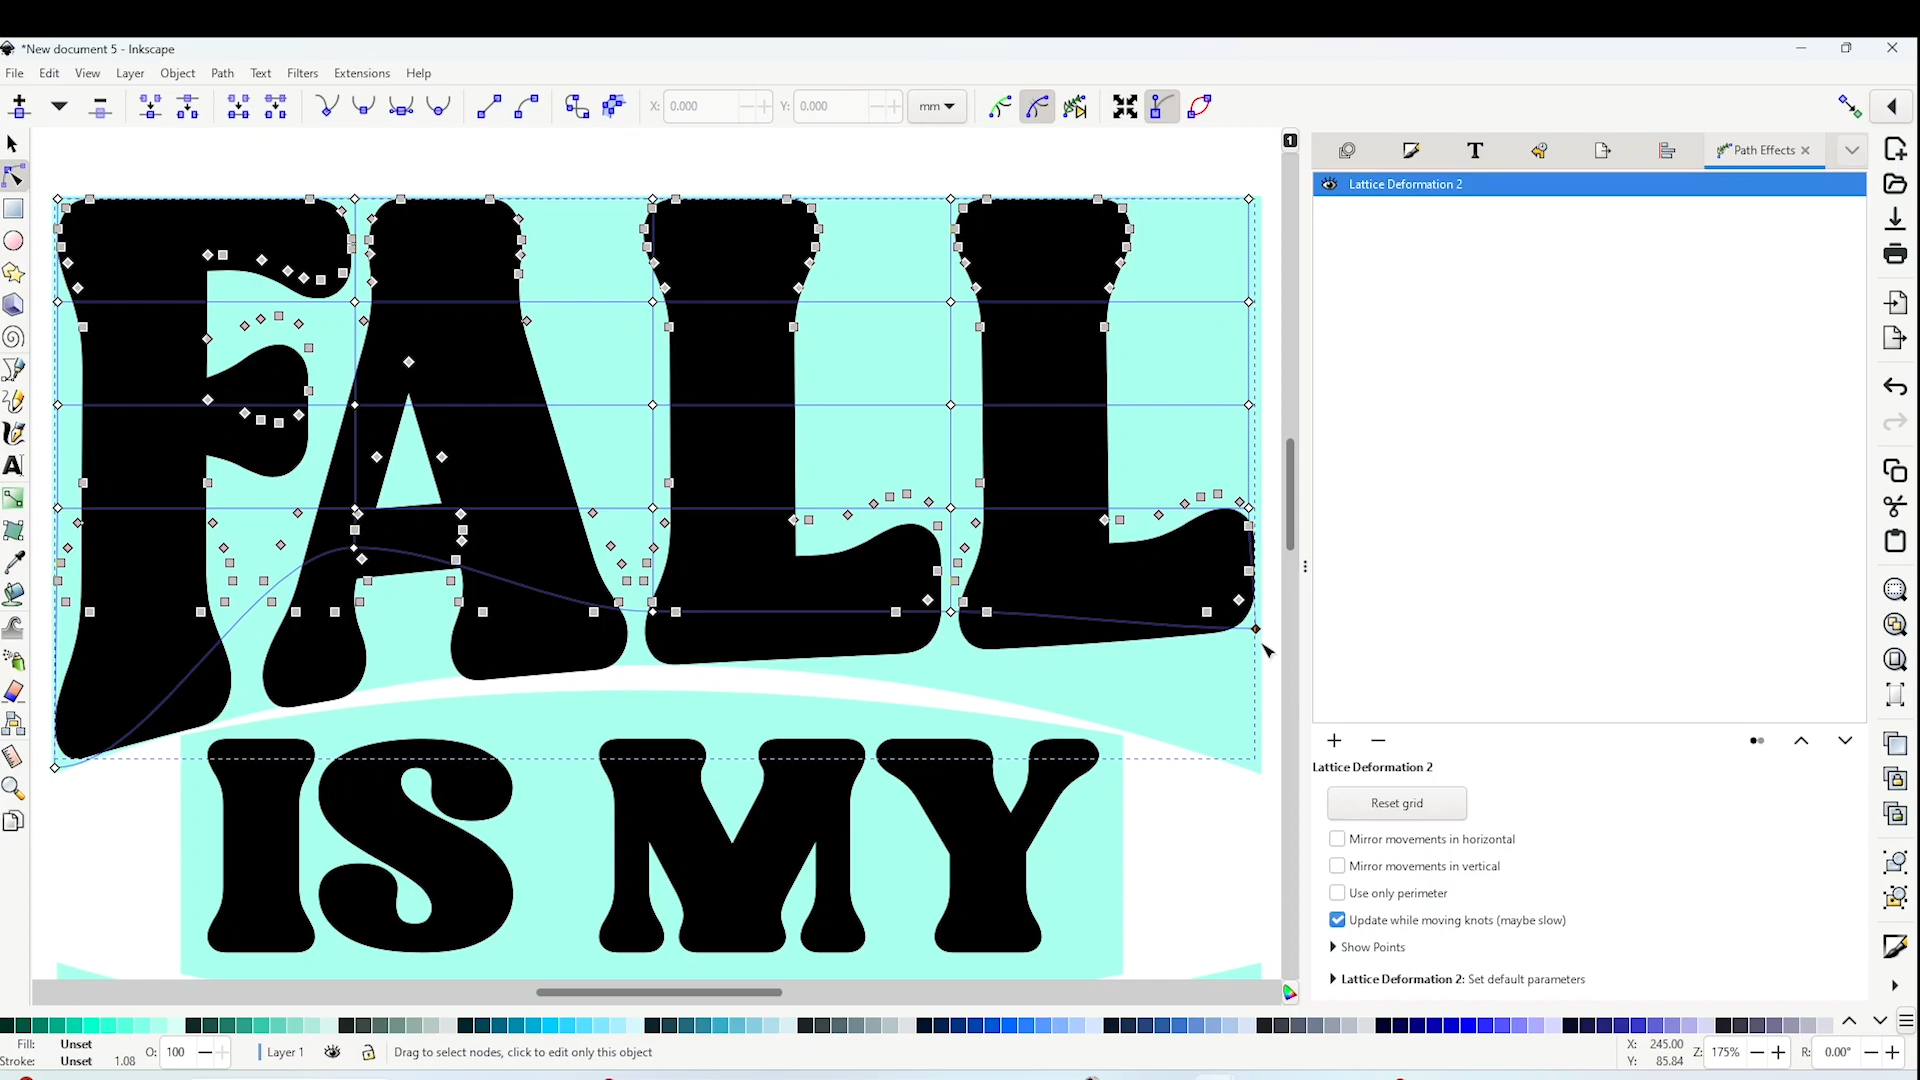 *New document 5 - Inkscape
File Edit View Layer Object Path Text Filters Extensions Help
X: 0.000 Y: 0.000 mm
1
Path Effects
Lattice Deformation 2
FALL
IS MY
Lattice Deformation 2
Reset grid
Mirror movements in horizontal
Mirror movements in vertical
Use only perimeter
Update while moving knots (maybe slow)
Show Points
Lattice Deformation 2: Set default parameters
Fill: Unset
Stroke: Unset 1.08
O: 100
Layer 1
Drag to select nodes, click to edit only this object
X: 245.00
Y: 85.84
Z: 175%
R: 0.00°